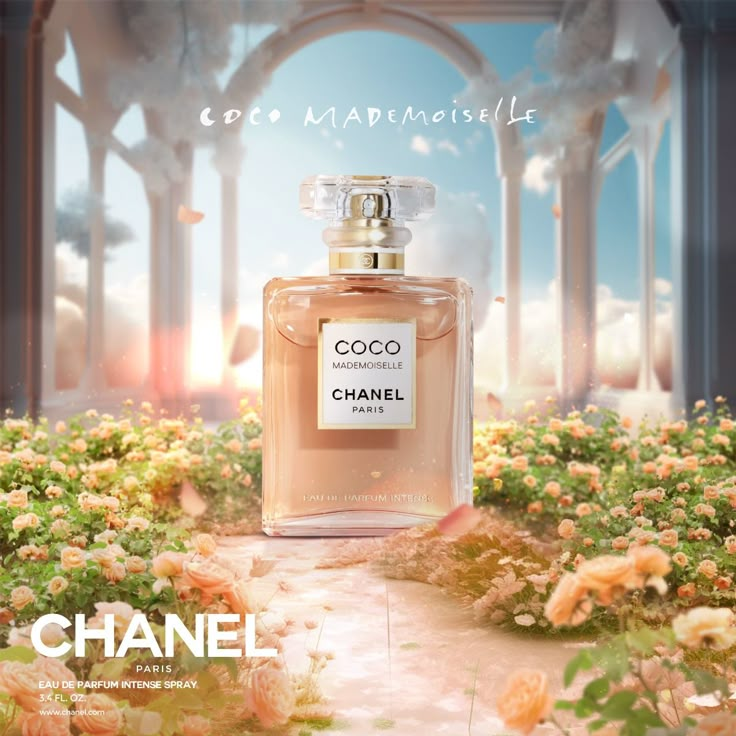 COCO MADEMOISELLE
COCO
MADEMOISELLE
CHANEL
PARIS
EAU DE PARFUM INTENSE
CHANEL
PARIS
EAU DE PARFUM INTENSE SPRAY
3.4 FL. OZ.
www.chanel.com